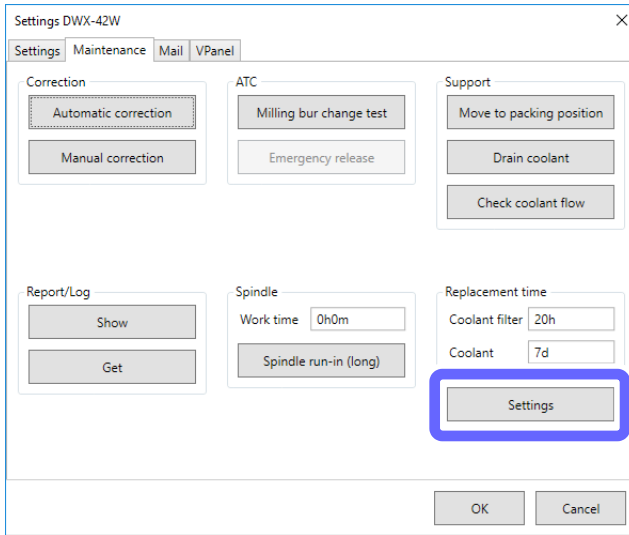 Settings DWX-42W
Settings Maintenance Mail VPanel
Correction
Automatic correction
Manual correction
ATC
Milling bur change test
Emergency release
Support
Move to packing position
Drain coolant
Check coolant flow
Report/Log
Show
Get
Spindle
Work time 0h0m
Spindle run-in (long)
Replacement time
Coolant filter 20h
Coolant 7d
Settings
OK Cancel